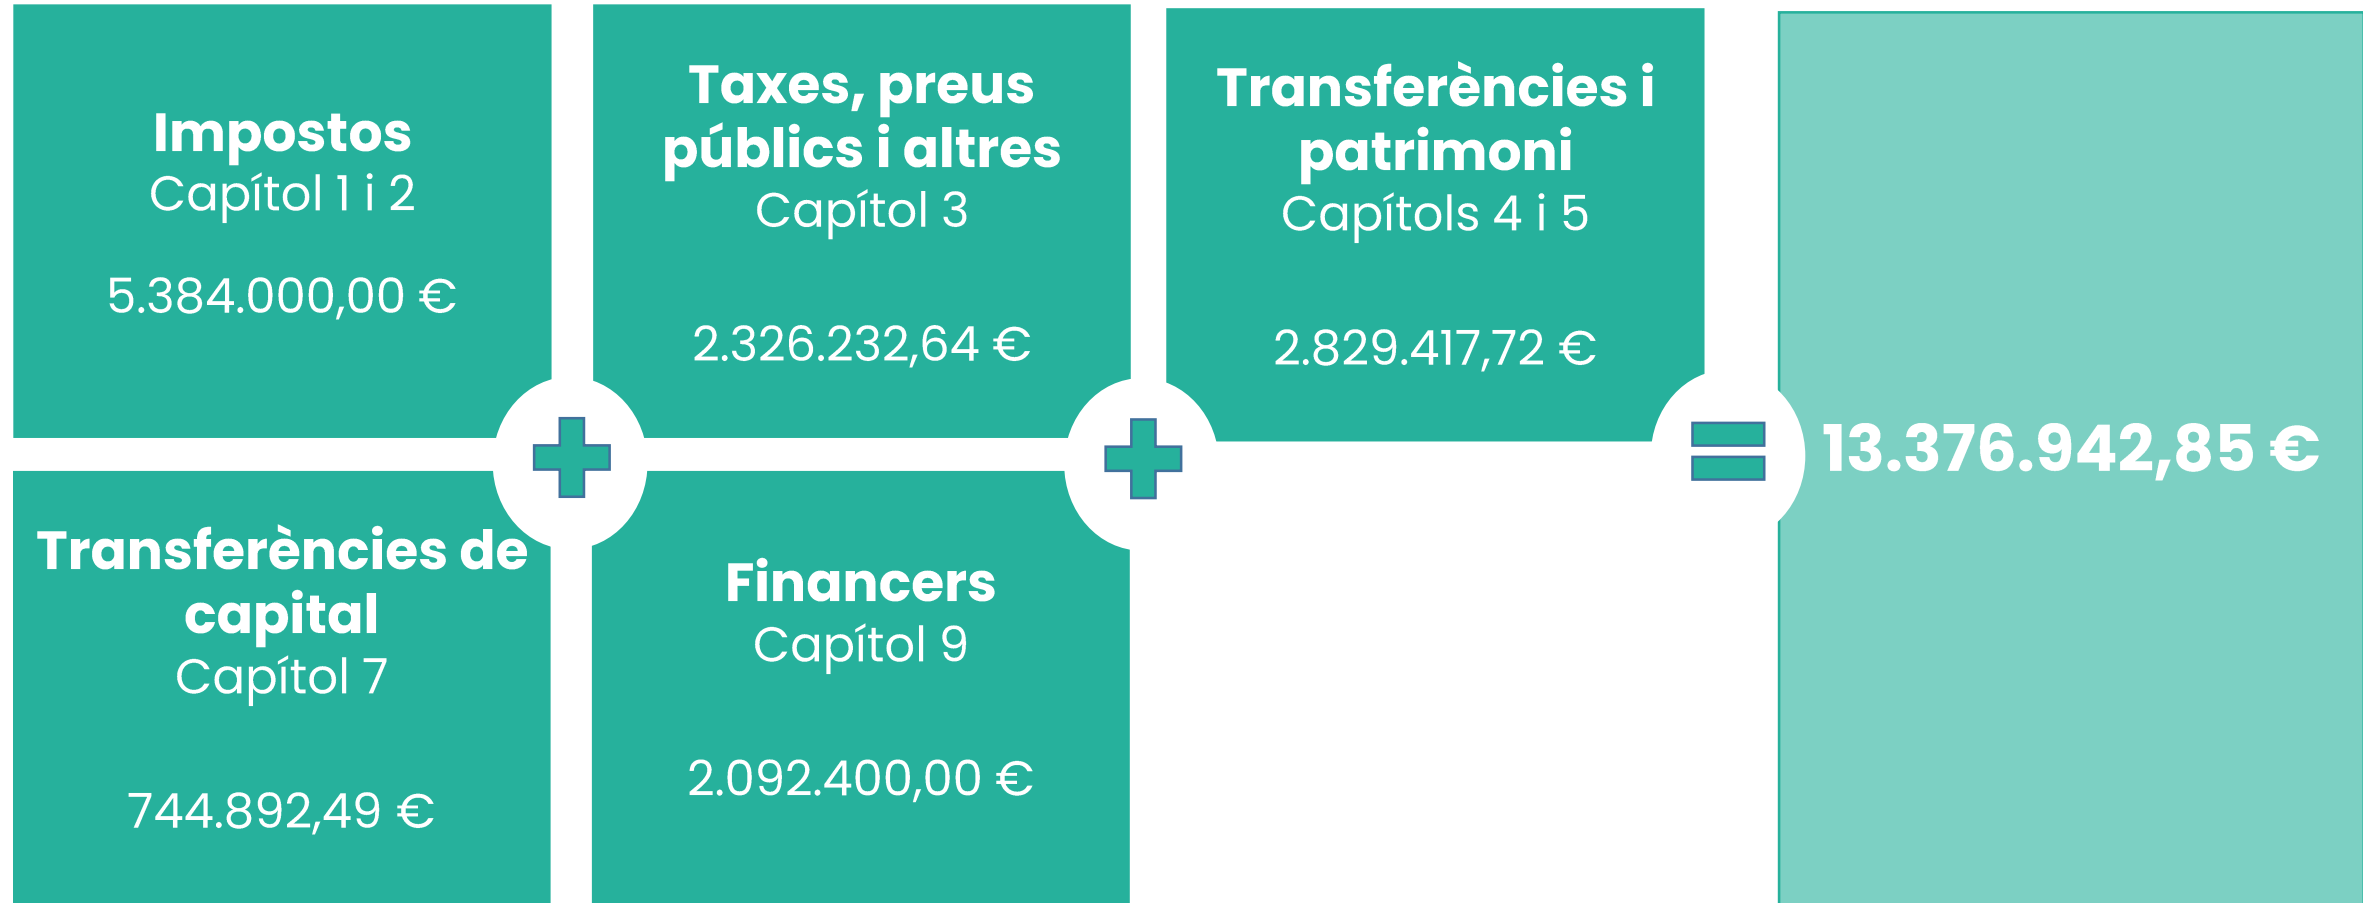 Impostos
Capítol 1 i 2
5.384.000,00 €
Taxes, preus
públics i altres
Capítol 3
2.326.232,64 €
Transferències i
patrimoni
Capítols 4 i 5
2.829.417,72 €
Transferències de
capital
Capítol 7
744.892,49 €
Financers
Capítol 9
2.092.400,00 €
13.376.942,85 €